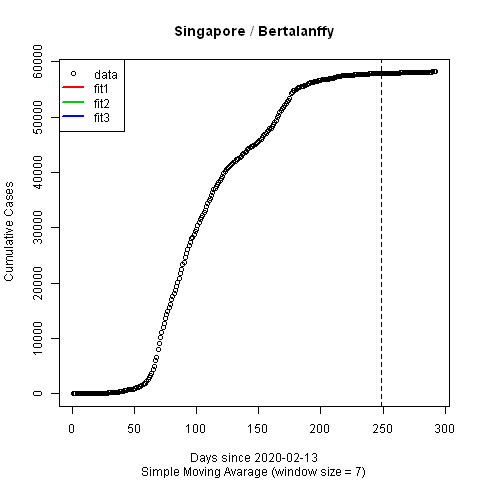 Singapore / Bertalanffy
data
fit1
fit2
fit3
Cumulative Cases
60000
50000
40000
30000
20000
10000
0
0 50 100 150 200 250 300
Days since 2020-02-13
Simple Moving Avarage (window size = 7)